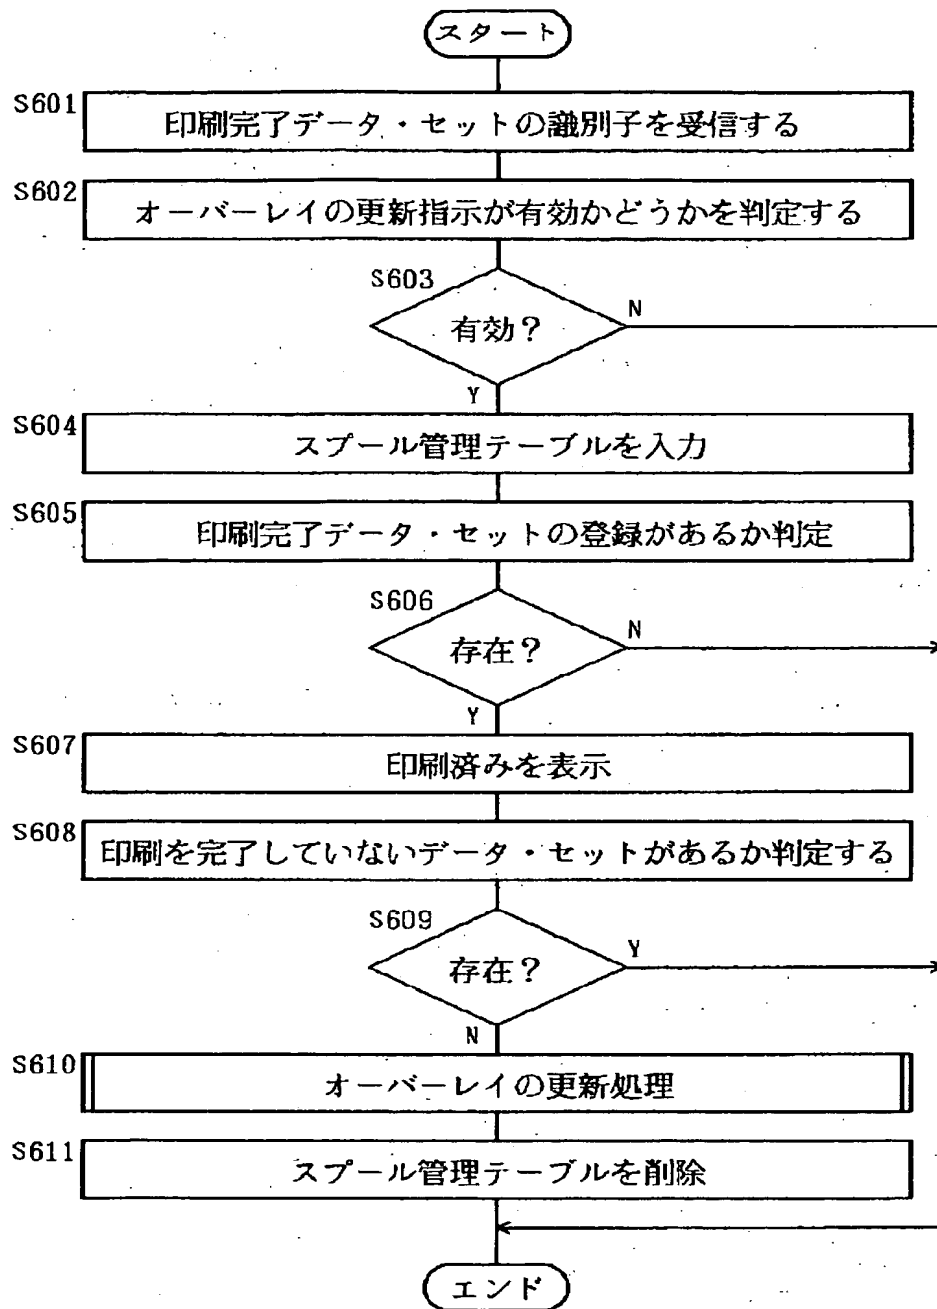 スタート
S601
印刷完了データ・セットの識別子を受信する
S602
オーバーレイの更新指示が有効かどうかを判定する
S603
有効？
N
Y
S604
スプール管理テーブルを入力
S605
印刷完了データ・セットの登録があるか判定
S606
存在？
N
Y
S607
印刷済みを表示
S608
印刷を完了していないデータ・セットがあるか判定する
S609
存在？
Y
N
S610
オーバーレイの更新処理
S611
スプール管理テーブルを削除
エンド